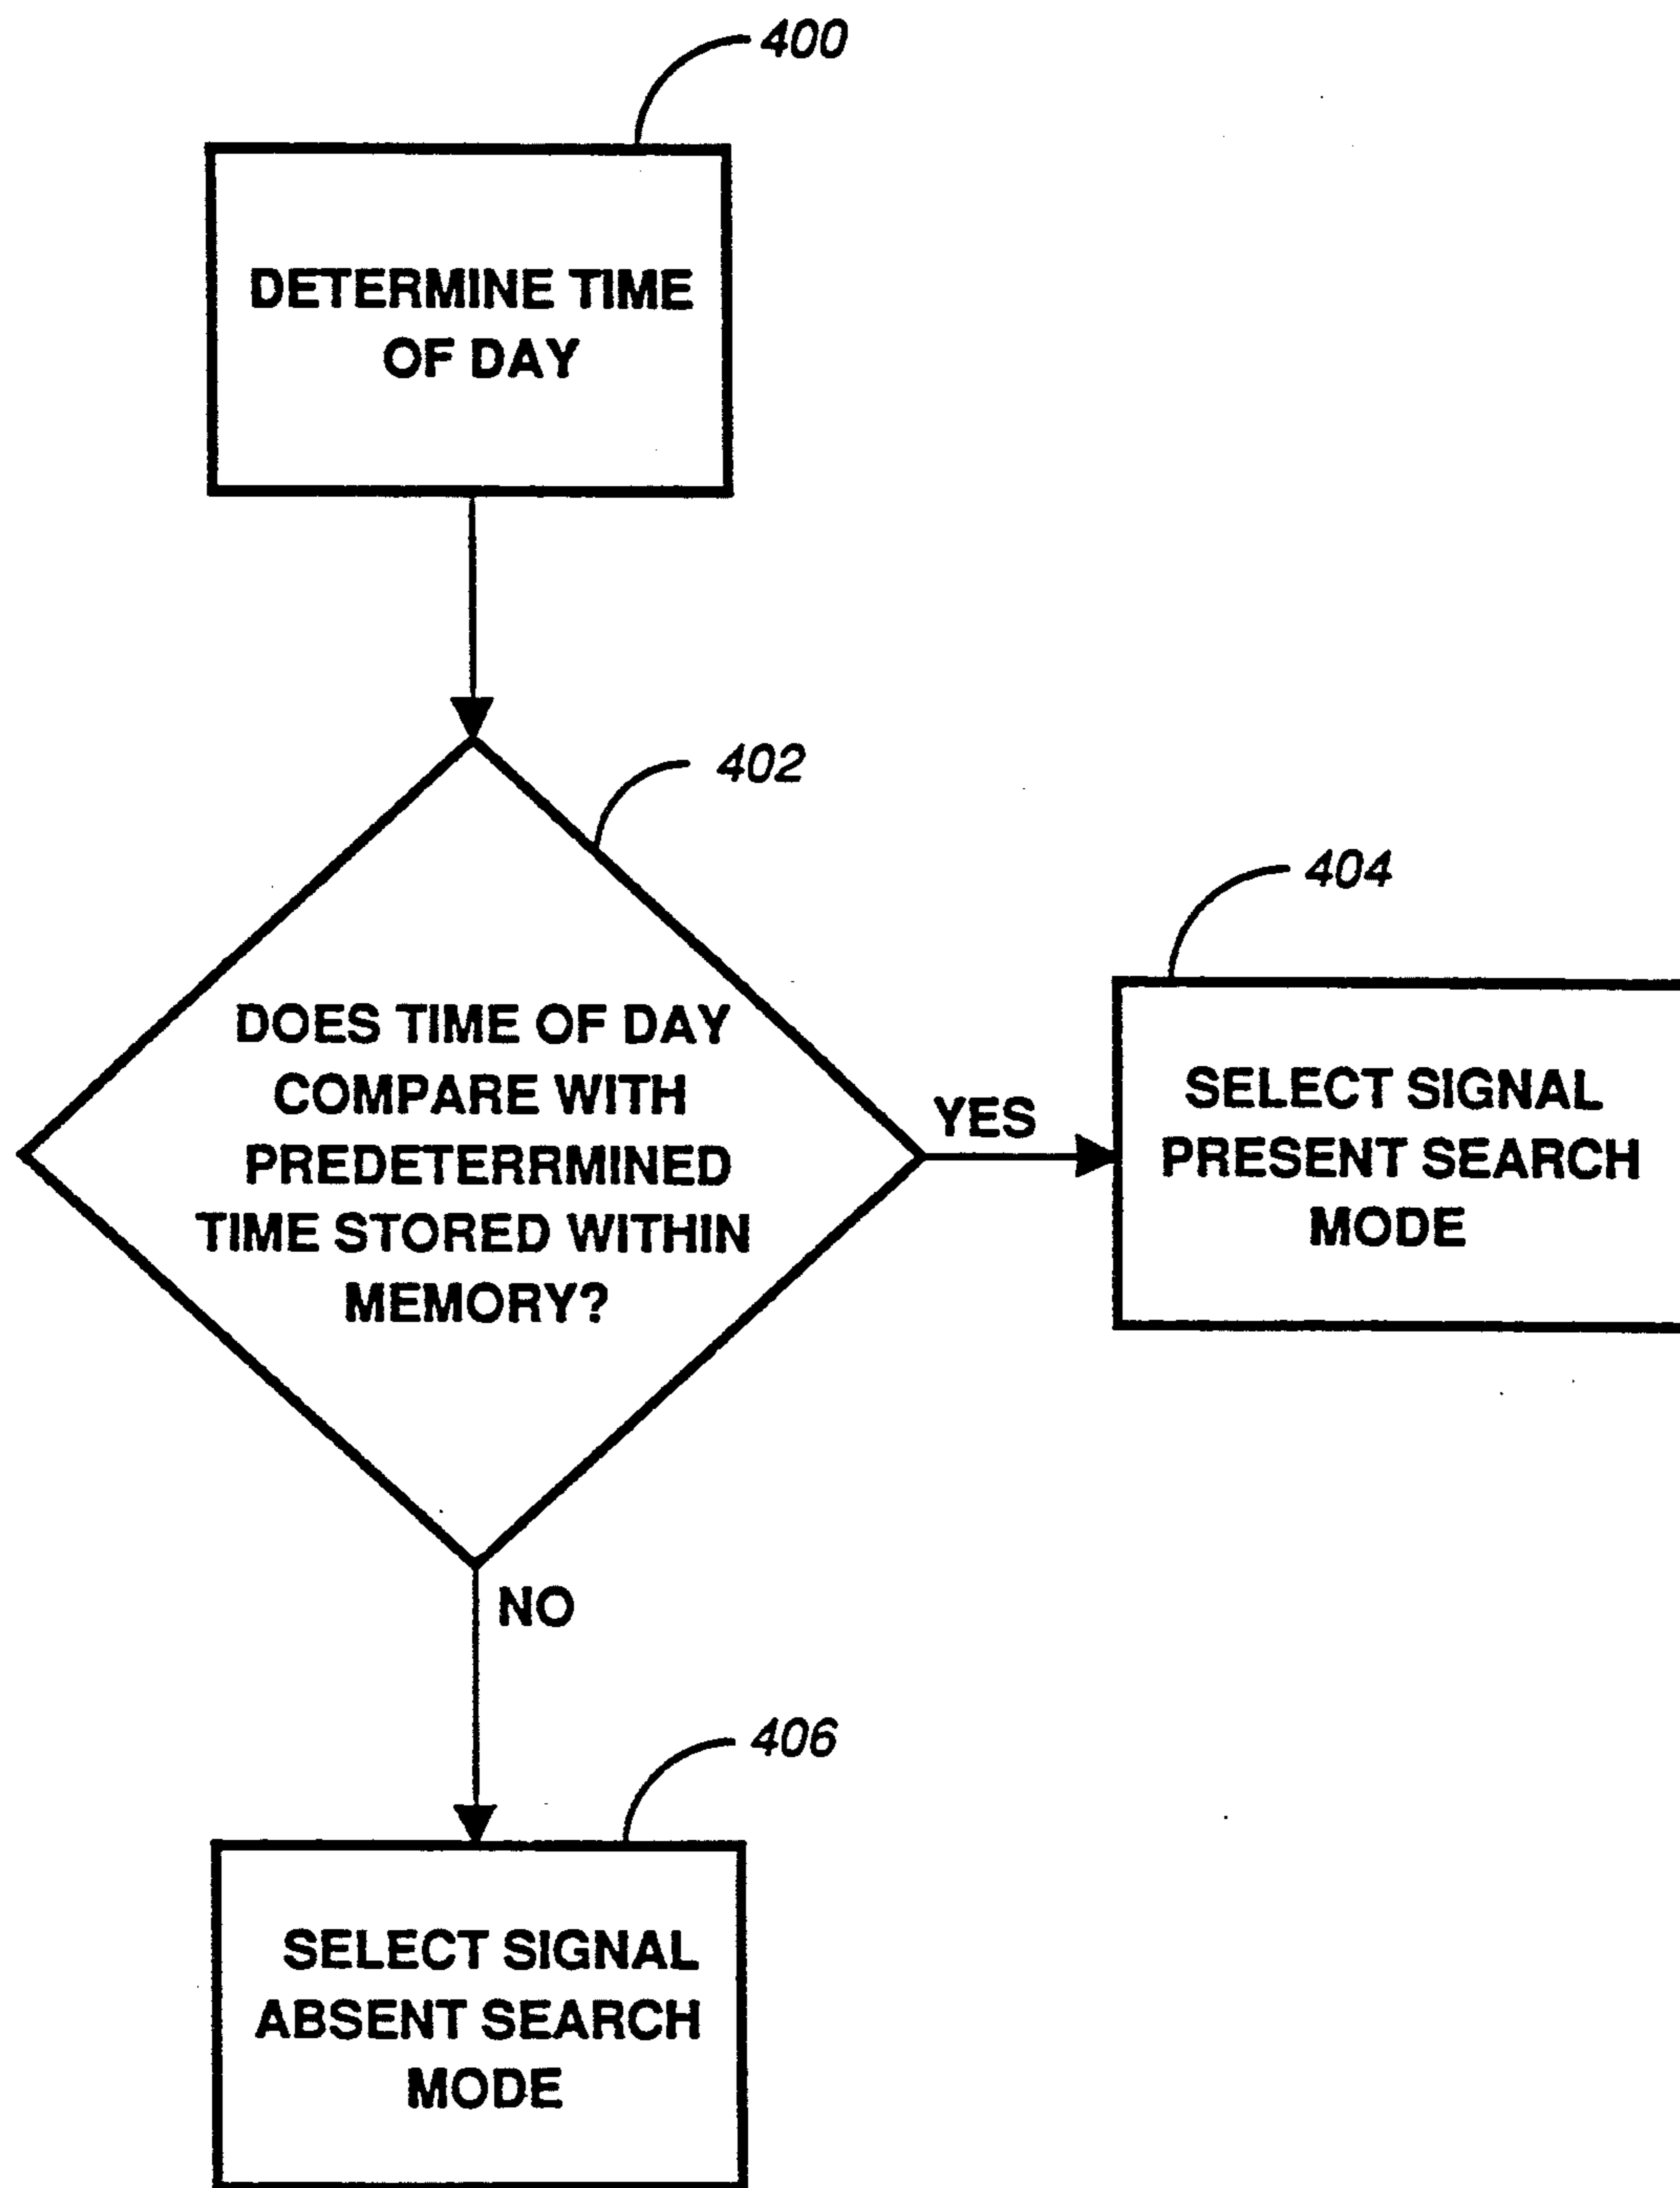 400
DETERMINE TIME
OF DAY
402
DOES TIME OF DAY
COMPARE WITH
PREDETERRMINED
TIME STORED WITHIN
MEMORY?
YES
404
SELECT SIGNAL
PRESENT SEARCH
MODE
NO
406
SELECT SIGNAL
ABSENT SEARCH
MODE